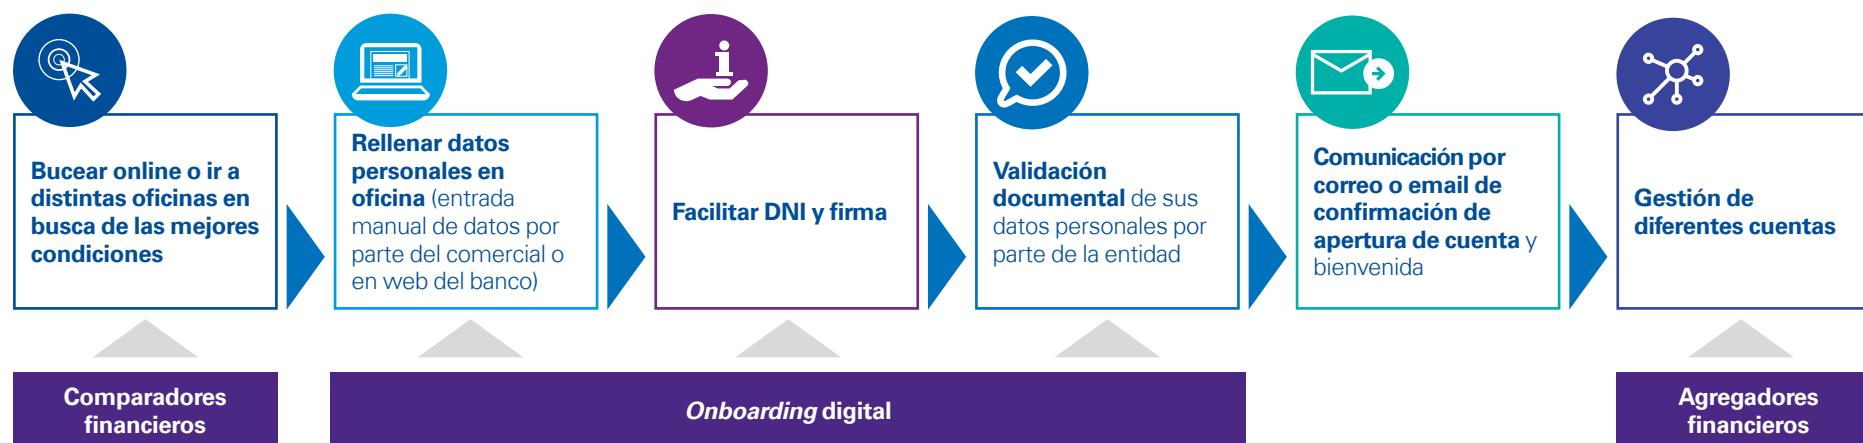 Bucear online o ir a
distintas oficinas en
busca de las mejores
condiciones
Rellenar datos
personales en
oficina (entrada
manual de datos por
parte del comercial o
en web del banco)
Facilitar DNI y firma
Validación
documental de sus
datos personales por
parte de la entidad
Comunicación por
correo o email de
confirmación de
apertura de cuenta y
bienvenida
Gestión de
diferentes cuentas
Comparadores
financieros
Onboarding digital
Agregadores
financieros